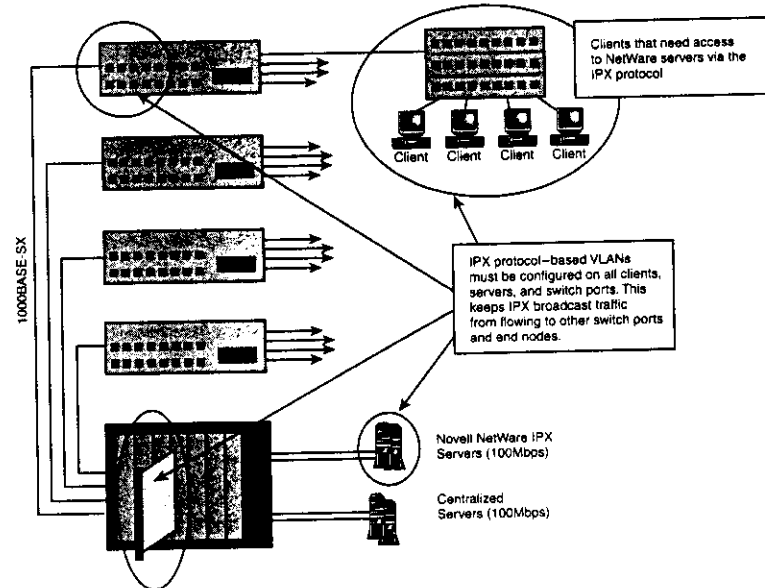 Clients that need access
to NetWare servers via the
IPX protocol
Client
Client
Client
Client
1000BASE-SX
IPX protocol–based VLANs
must be configured on all clients,
servers, and switch ports. This
keeps IPX broadcast traffic
from flowing to other switch ports
and end nodes.
Novell NetWare IPX
Servers (100Mbps)
Centralized
Servers (100Mbps)